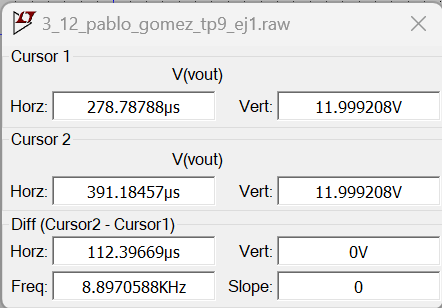 3_12_pablo_gomez_tp9_ej1.raw
Cursor 1
V(vout)
Horz: 278.78788µs Vert: 11.999208V
Cursor 2
V(vout)
Horz: 391.18457µs Vert: 11.999208V
Diff (Cursor2 - Cursor1)
Horz: 112.39669µs Vert: 0V
Freq: 8.8970588KHz Slope: 0